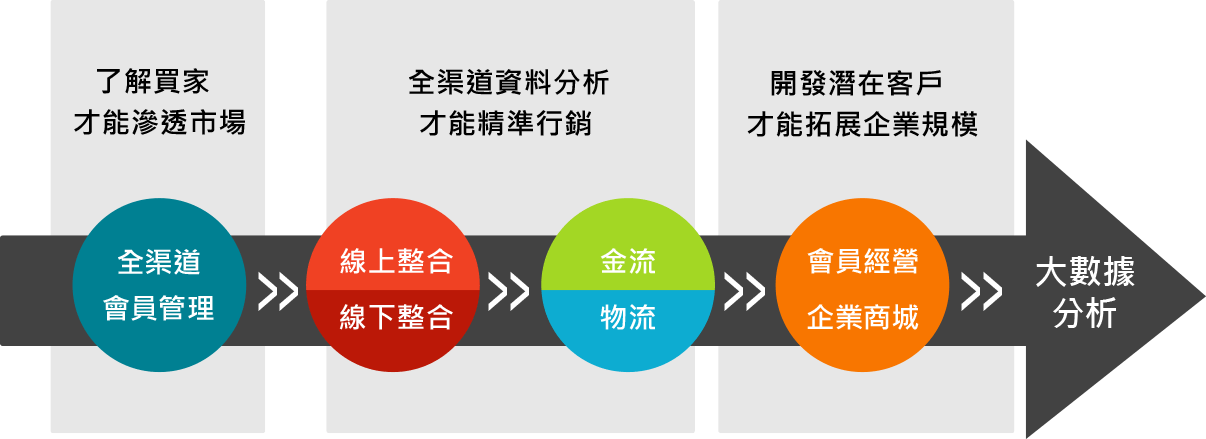 了解買家
才能滲透市場
全渠道資料分析
才能精準行銷
開發潛在客戶
才能拓展企業規模
全渠道
會員管理
線上整合
線下整合
金流
物流
會員經營
企業商城
大數據
分析